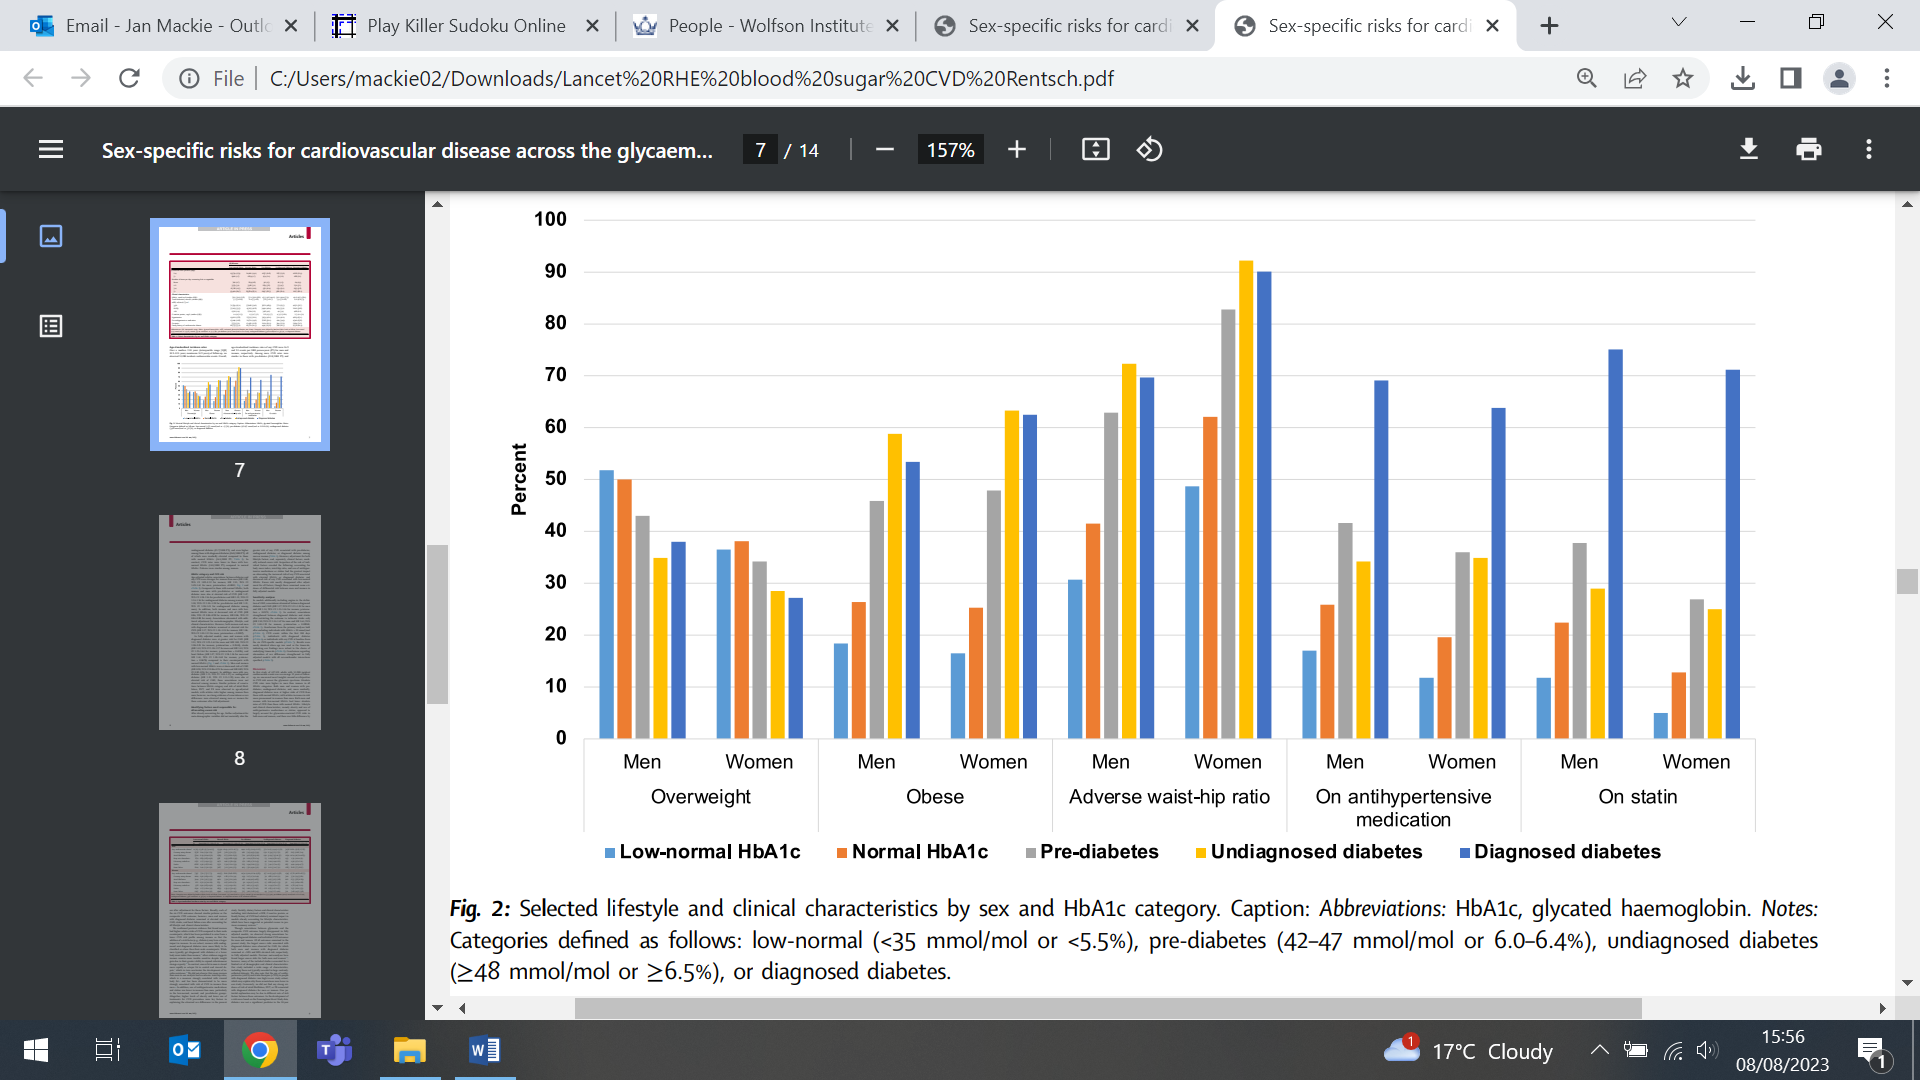 Email - Jan Mackie - Outlo
Play Killer Sudoku Online
People - Wolfson Institute
Sex-specific risks for cardi
Sex-specific risks for cardi
File
C:/Users/mackie02/Downloads/Lancet%20RHE%20blood%20sugar%20CVD%20Rentsch.pdf
Sex-specific risks for cardiovascular disease across the glycaem...
7 / 14
157%
7
8
Articles
Articles
Articles
100
90
80
70
60
50
40
30
20
10
0
Percent
Men Women Men Women Men Women Men Women Men Women
Overweight Obese Adverse waist-hip ratio On antihypertensive medication On statin
Low-normal HbA1c Normal HbA1c Pre-diabetes Undiagnosed diabetes Diagnosed diabetes
Fig. 2: Selected lifestyle and clinical characteristics by sex and HbA1c category. Caption: Abbreviations: HbA1c, glycated haemoglobin. Notes:
Categories defined as follows: low-normal (<35 mmol/mol or <5.5%), pre-diabetes (42–47 mmol/mol or 6.0–6.4%), undiagnosed diabetes
(≥48 mmol/mol or ≥6.5%), or diagnosed diabetes.
1
17°C Cloudy
15:56
08/08/2023
1